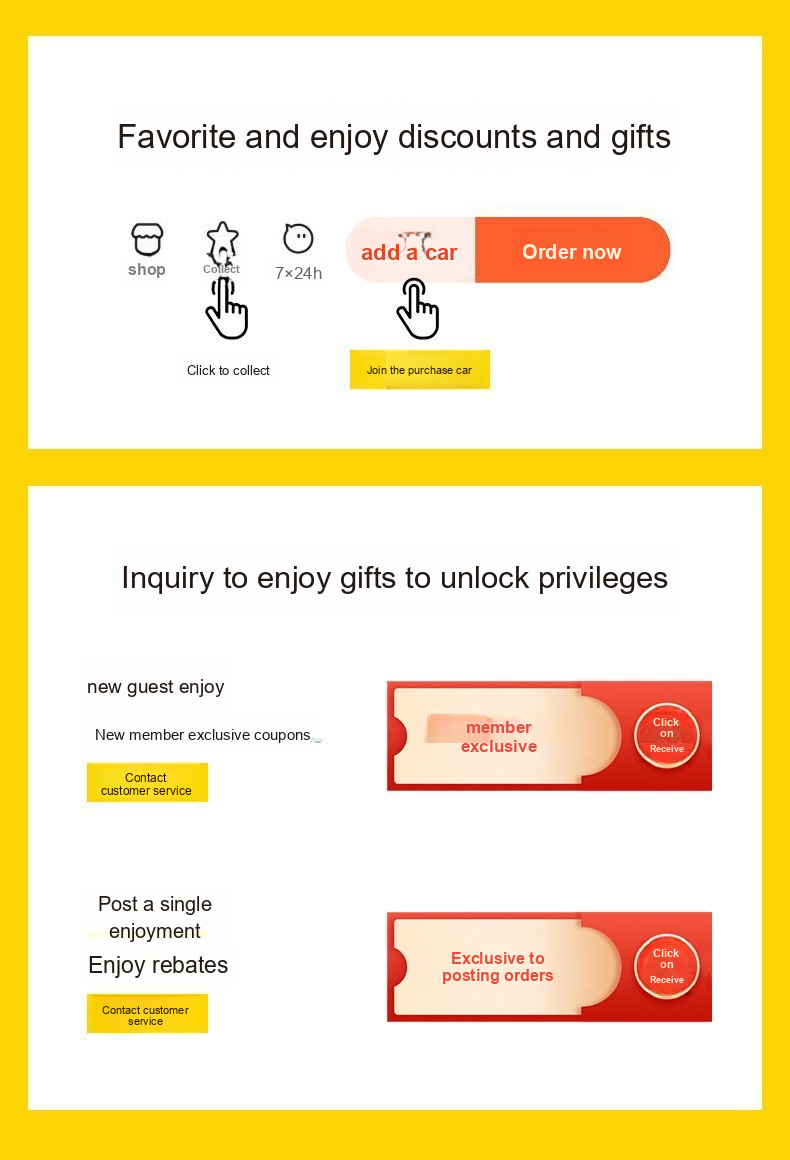 Favorite and enjoy discounts and gifts
shop
Collect
7×24h
add a car
Order now
Click to collect
Join the purchase car
Inquiry to enjoy gifts to unlock privileges
new guest enjoy
New member exclusive coupons
Contact
customer service
member
exclusive
Click
on
Receive
Post a single
enjoyment
Enjoy rebates
Contact customer
service
Exclusive to
posting orders
Click
on
Receive